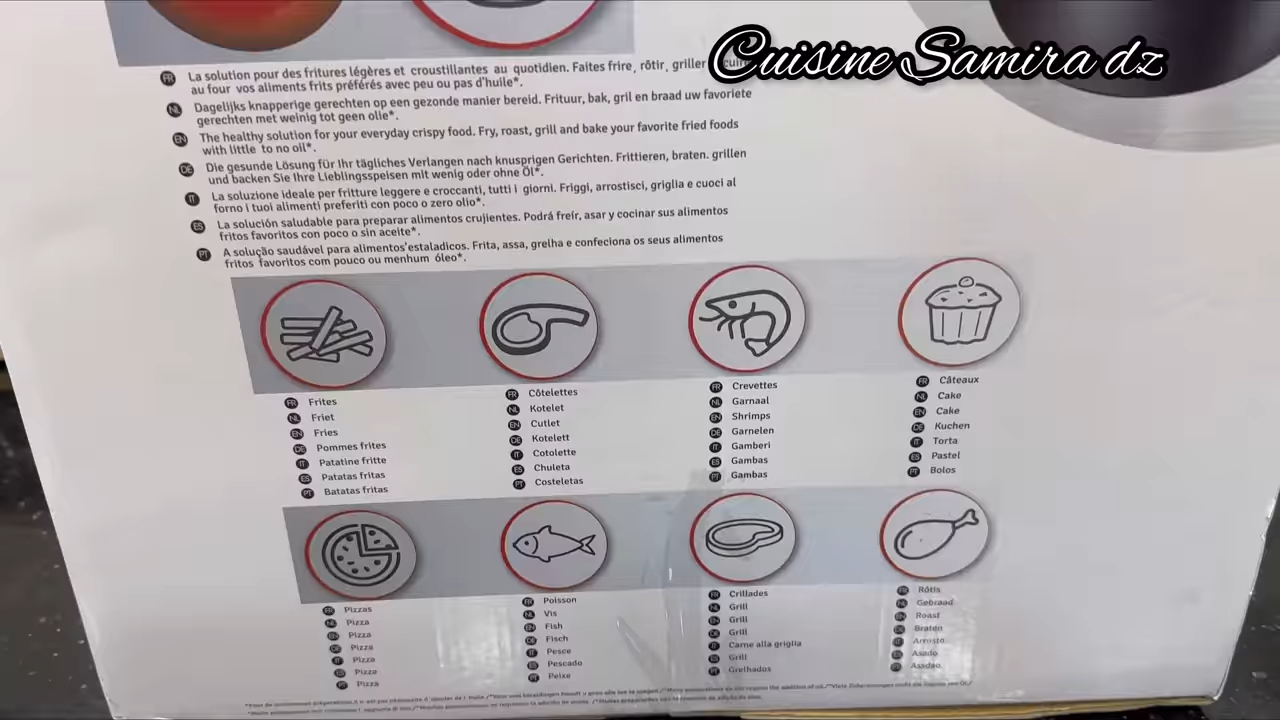 Cuisine Samira dz
FR La solution pour des fritures légères et croustillantes au quotidien. Faites frire, rôtir, griller
au four vos aliments frits préférés avec peu ou pas d'huile*.
NL Dagelijks knapperige gerechten op een gezonde manier bereid. Frituur, bak, gril en braad uw favoriete
gerechten met weinig tot geen olie*.
EN The healthy solution for your everyday crispy food. Fry, roast, grill and bake your favorite fried foods
with little to no oil*.
DE Die gesunde Lösung für Ihr tägliches Verlangen nach knusprigen Gerichten. Frittieren, braten. grillen
und backen Sie Ihre Lieblingsspeisen mit wenig oder ohne Öl*.
IT La soluzione ideale per fritture leggere e croccanti, tutti i giorni. Friggi, arrostisci, griglia e cuoci al
forno i tuoi alimenti preferiti con poco o zero olio*.
ES La solución saludable para preparar alimentos crujientes. Podrá freír, asar y cocinar sus alimentos
fritos favoritos con poco o sin aceite*.
PT A solução saudável para alimentos'estaladicos. Frita, assa, grelha e confeciona os seus alimentos
fritos favoritos com pouco ou menhum óleo*.
FR Frites
NL Friet
EN Fries
DE Pommes frites
IT Patatine fritte
ES Patatas fritas
PT Batatas fritas
FR Côtelettes
NL Kotelet
EN Cutlet
DE Kotelett
IT Cotolette
ES Chuleta
PT Costeletas
FR Crevettes
NL Garnaal
EN Shrimps
DE Garnelen
IT Gamberi
ES Gambas
PT Gambas
FR Câteaux
NL Cake
EN Cake
DE Kuchen
IT Torta
ES Pastel
PT Bolos
FR Pizzas
NL Pizza
EN Pizza
DE Pizza
IT Pizza
ES Pizza
PT Pizza
FR Poisson
NL Vis
EN Fish
DE Fisch
IT Pesce
ES Pescado
PT Peixe
FR Crillades
NL Grill
EN Grill
DE Grill
IT Carne alla griglia
ES Grill
PT Grelhados
FR Rôtis
NL Gebraad
EN Roast
DE Braten
IT Arrosto
ES Asado
PT Assdao